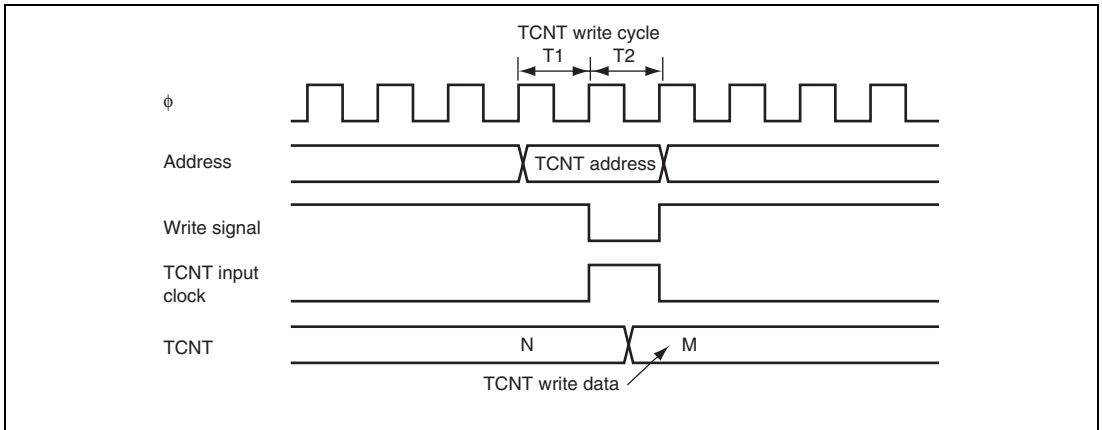 TCNT write cycle
T1 T2
ϕ
Address TCNT address
Write signal
TCNT input
clock
TCNT N M
TCNT write data